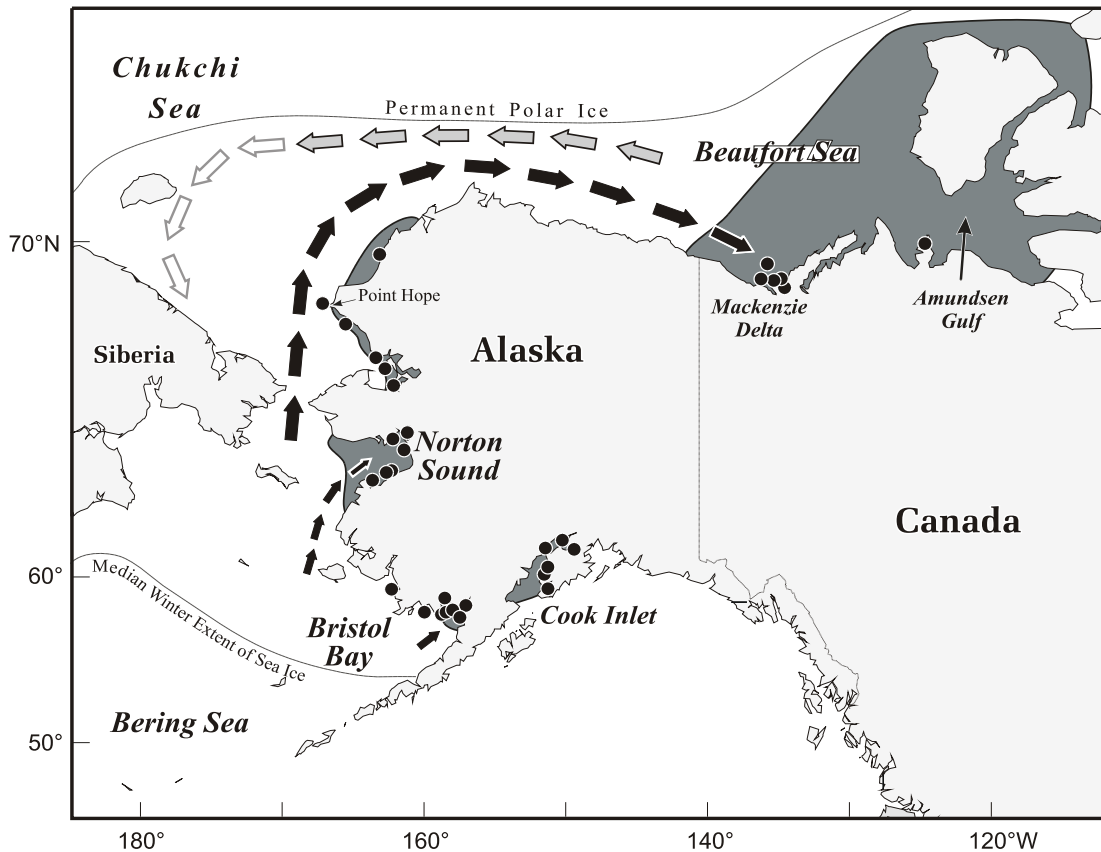 Chukchi
Sea
Permanent Polar Ice
Beaufort Sea
70°N
Point Hope
Mackenzie
Delta
Amundsen
Gulf
Siberia
Alaska
Norton
Sound
Canada
60°
Median Winter Extent of Sea Ice
Bristol
Bay
Cook Inlet
Bering Sea
50°
180°
160°
140°
120°W